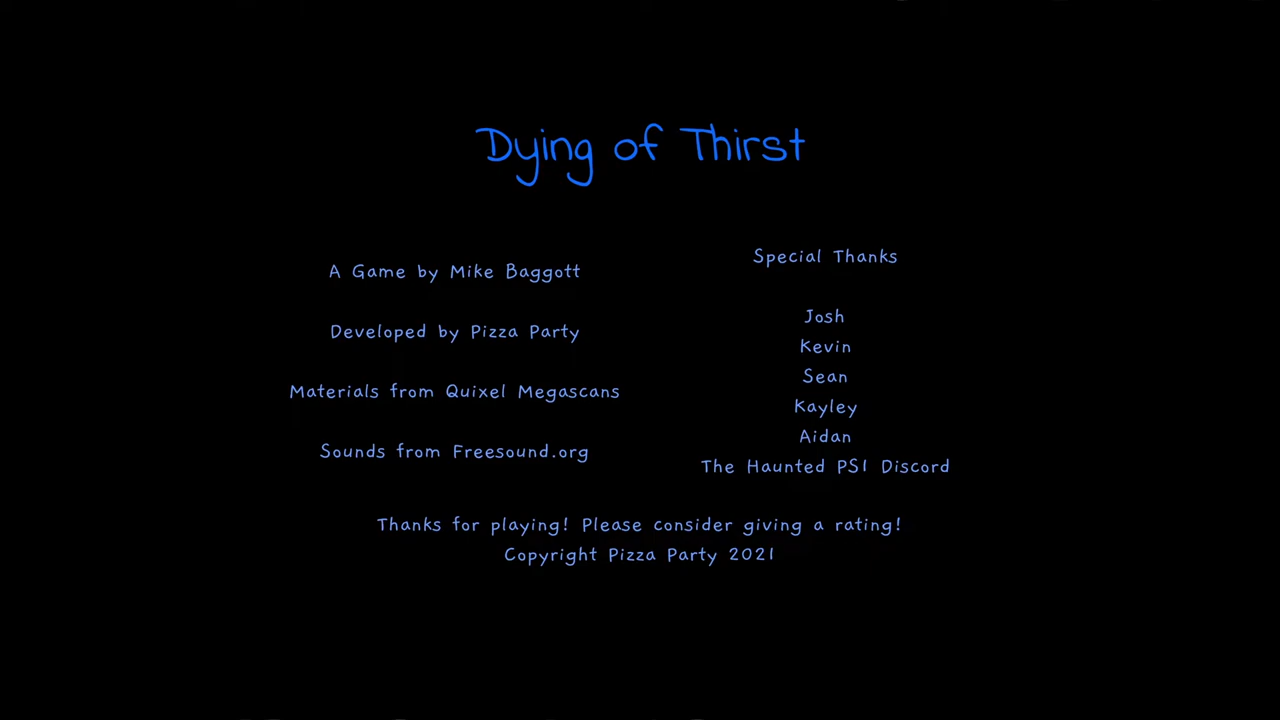 Dying of Thirst
A Game by Mike Baggott
Developed by Pizza Party
Materials from Quixel Megascans
Sounds from Freesound.org
Special Thanks
Josh
Kevin
Sean
Kayley
Aidan
The Haunted PS1 Discord
Thanks for playing! Please consider giving a rating!
Copyright Pizza Party 2021